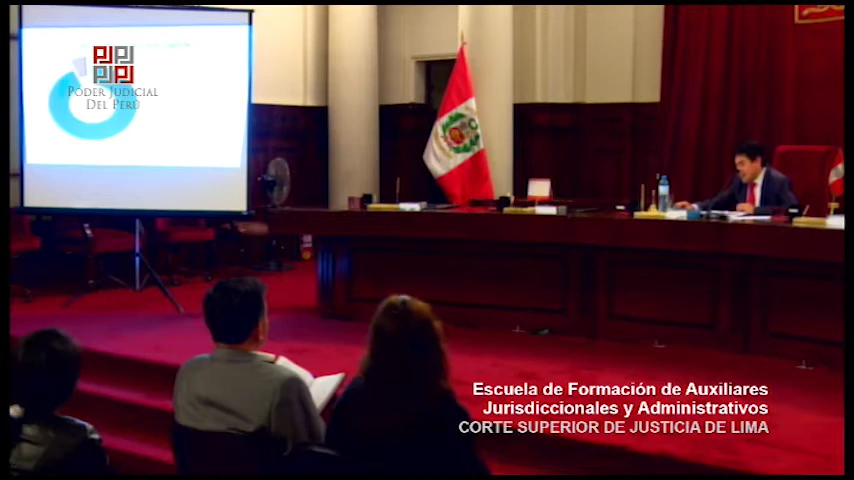 PODER JUDICIAL
DEL PERÚ
Escuela de Formación de Auxiliares
Jurisdiccionales y Administrativos
CORTE SUPERIOR DE JUSTICIA DE LIMA